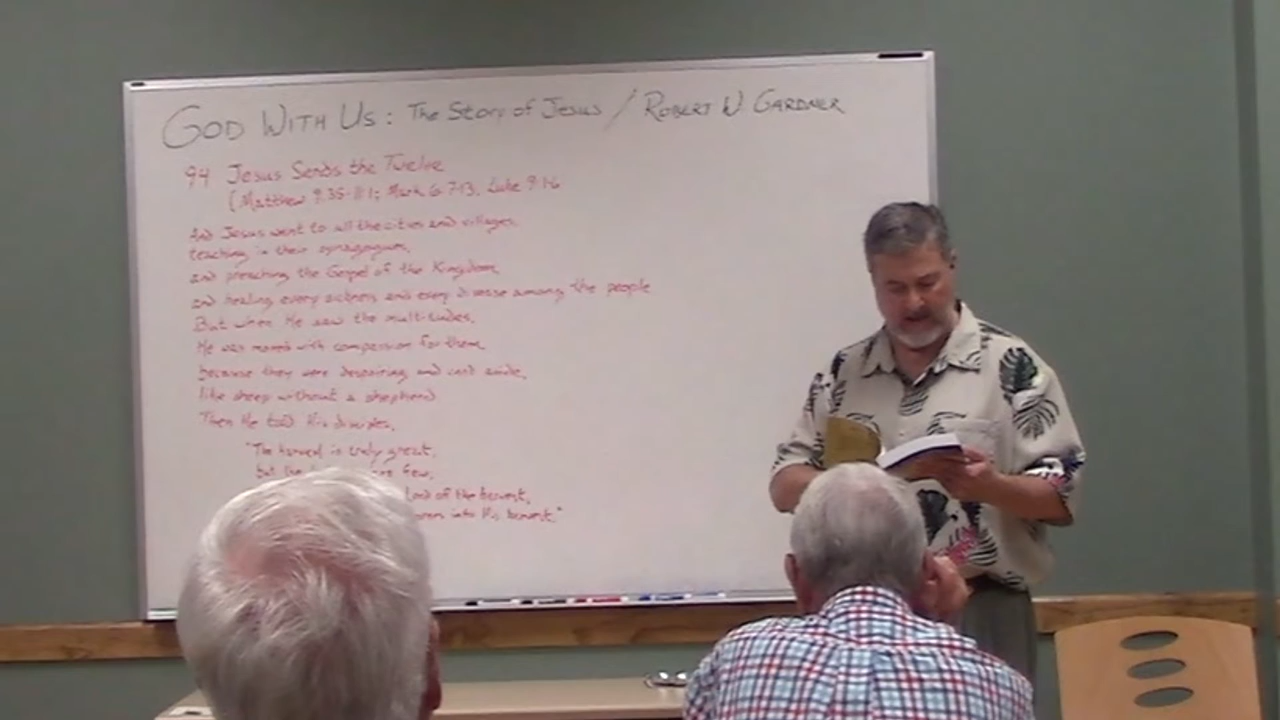 GOD WITH US: The Story of Jesus / ROBERT W. GARDNER
94 Jesus Sends the Twelve
(Matthew 9:35-11:1; Mark 6:7-13; Luke 9:1-6
And Jesus went to all the cities and villages,
teaching in their synagogues,
and preaching the Gospel of the Kingdom,
and healing every sickness and every disease among the people
But when He saw the multitudes,
He was moved with compassion for them,
because they were despairing and cast aside,
like sheep without a shepherd
Then He told His disciples,
"The harvest is truly great,
but the few,
Lord of the harvest,
into His harvest."